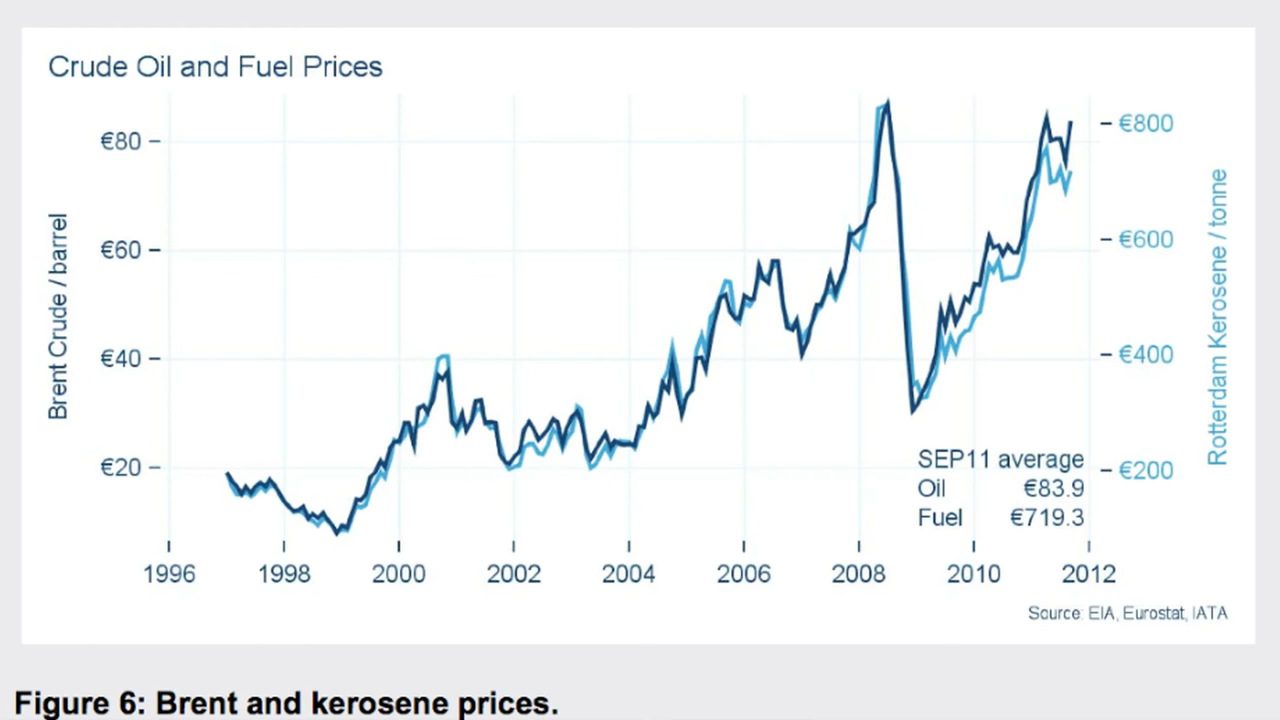 Crude Oil and Fuel Prices
€80
€60
€40
€20
Brent Crude / barrel
€800
€600
€400
€200
Rotterdam Kerosene / tonne
SEP11 average
Oil €83.9
Fuel €719.3
1996 1998 2000 2002 2004 2006 2008 2010 2012
Source: EIA, Eurostat, IATA
Figure 6: Brent and kerosene prices.